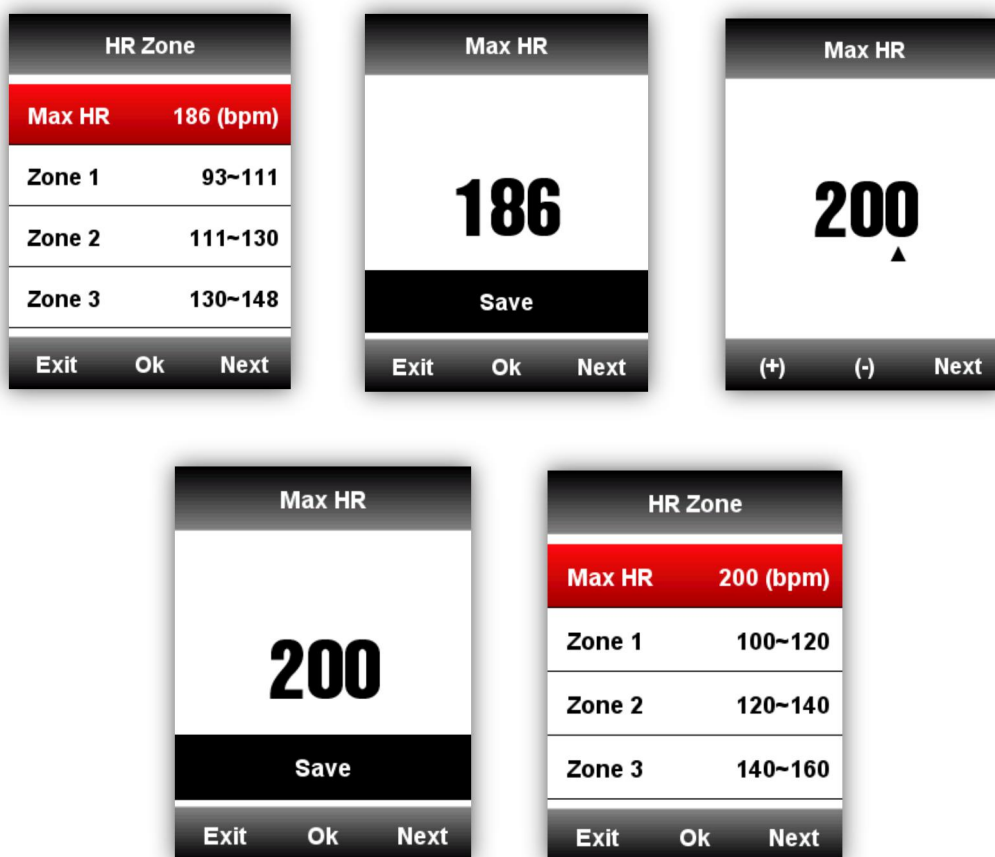 HR Zone
Max HR 186 (bpm)
Zone 1 93~111
Zone 2 111~130
Zone 3 130~148
Exit Ok Next
Max HR
186
Save
Exit Ok Next
Max HR
200
▲
(+) (-) Next
Max HR
200
Save
Exit Ok Next
HR Zone
Max HR 200 (bpm)
Zone 1 100~120
Zone 2 120~140
Zone 3 140~160
Exit Ok Next